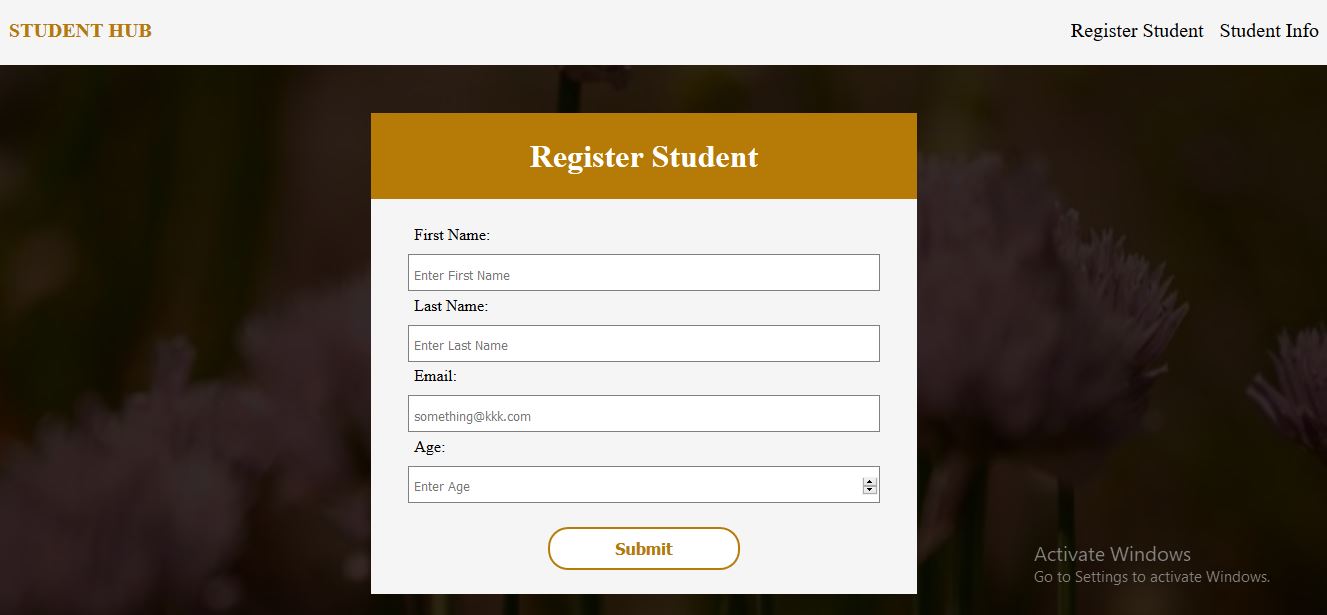 STUDENT HUB
Register Student
Student Info
Register Student
First Name:
Enter First Name
Last Name:
Enter Last Name
Email:
something@kkk.com
Age:
Enter Age
Submit
Activate Windows
Go to Settings to activate Windows.